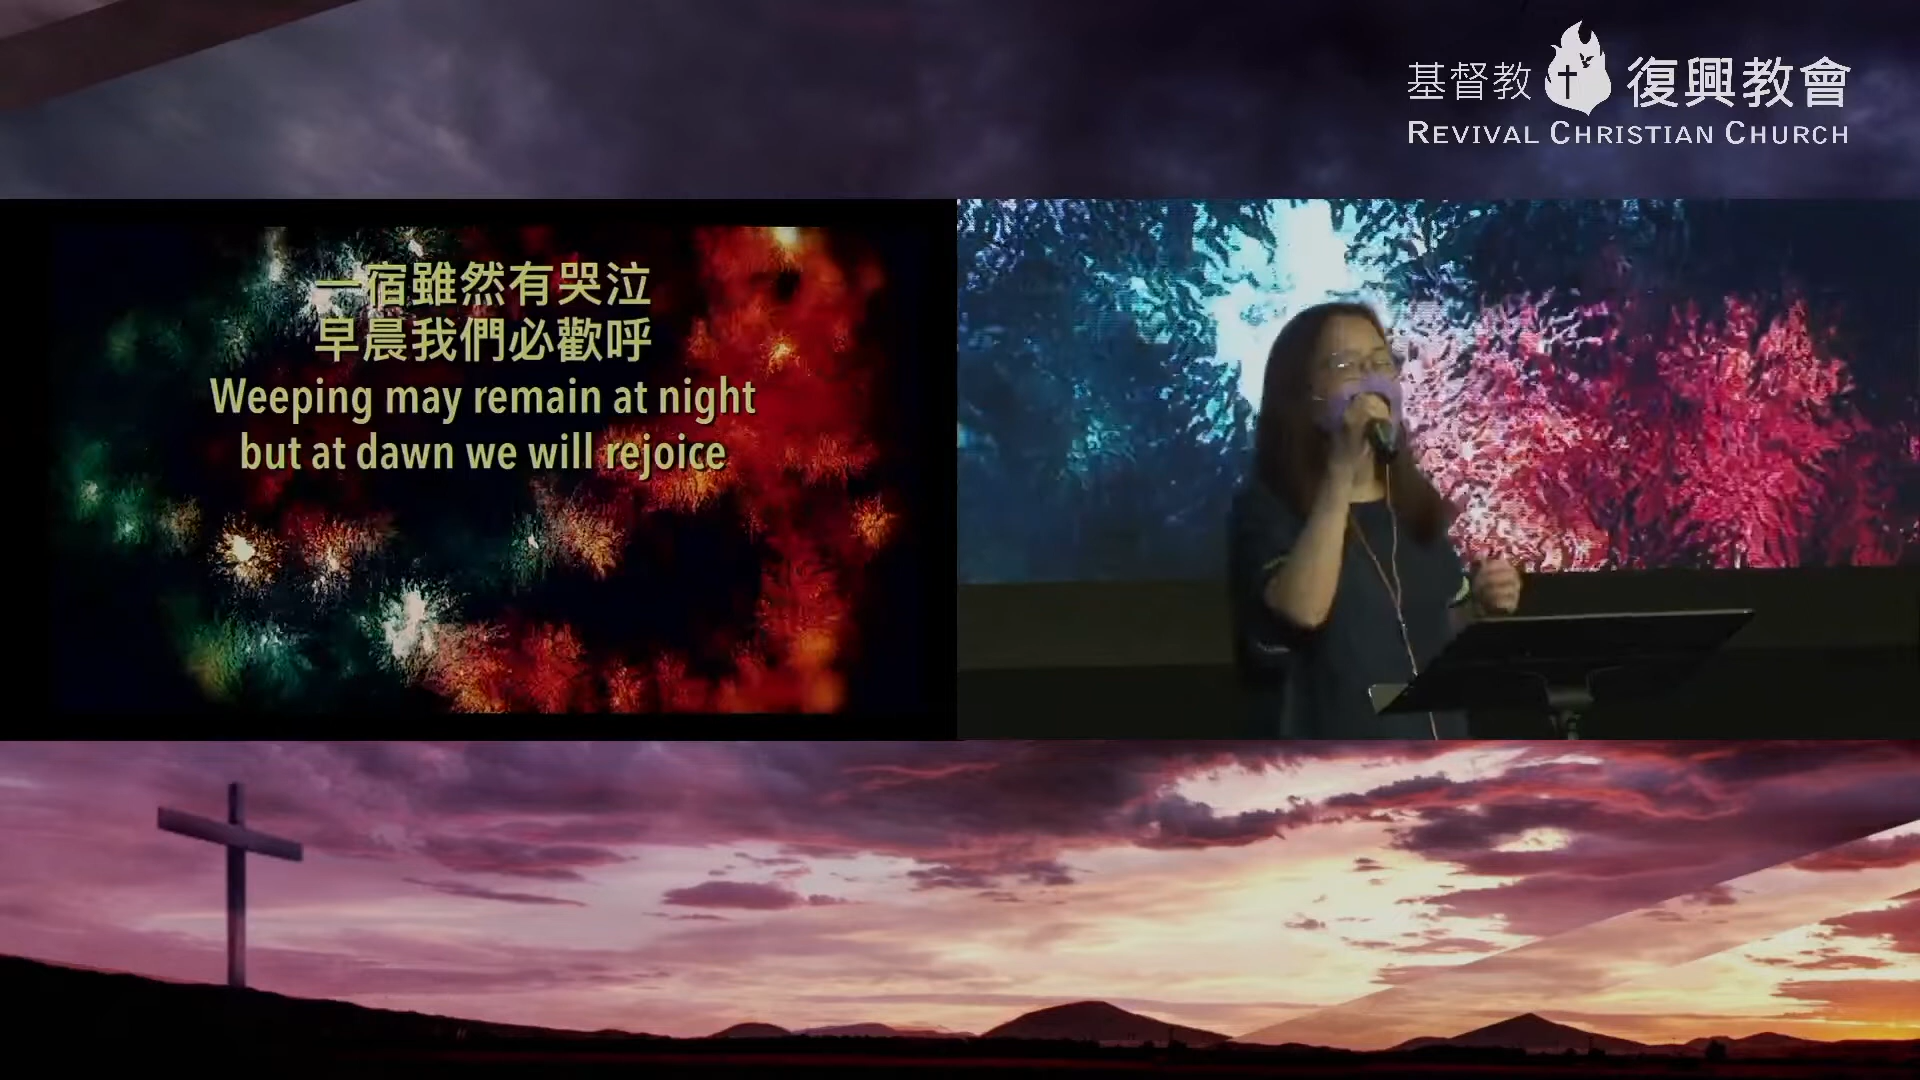 基督教 復興教會
REVIVAL CHRISTIAN CHURCH
一宿雖然有哭泣
早晨我們必歡呼
Weeping may remain at night
but at dawn we will rejoice